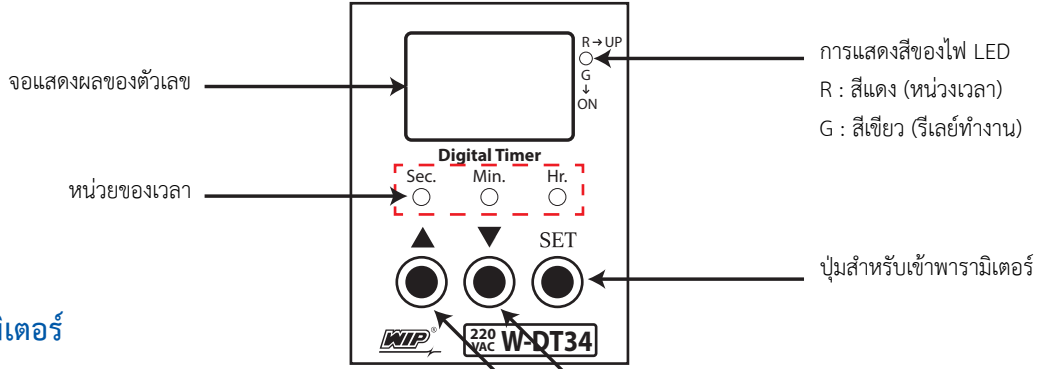 R → UP
G
↓
ON
การแสดงสีของไฟ LED
R : สีแดง (หน่วงเวลา)
G : สีเขียว (รีเลย์ทำงาน)
จอแสดงผลของตัวเลข
Digital Timer
Sec. Min. Hr.
หน่วยของเวลา
▲ ▼ SET
ปุ่มสำหรับเข้าพารามิเตอร์
มิเตอร์
WIP®
220 VAC W-DT34